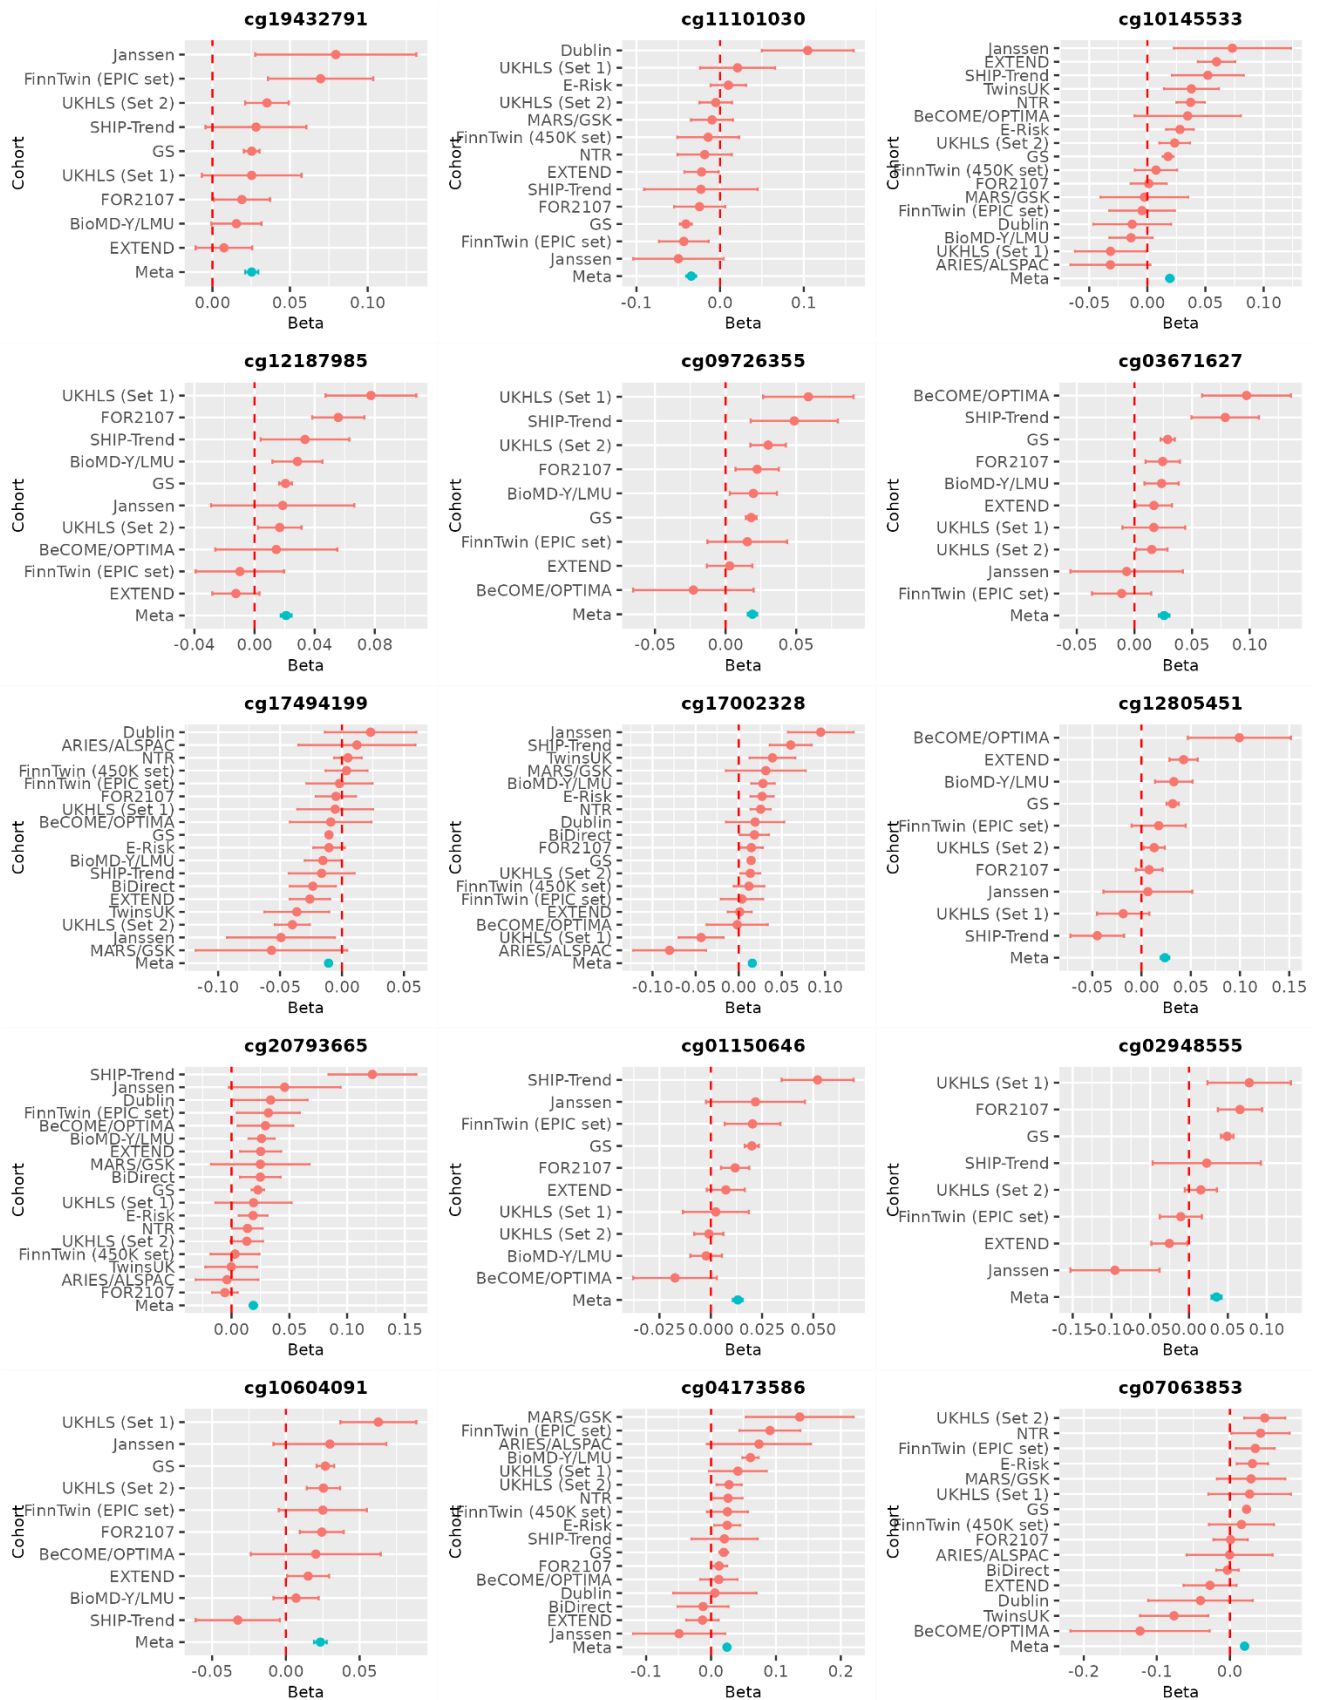 cg19432791
Cohort
Janssen
FinnTwin (EPIC set)
UKHLS (Set 2)
SHIP-Trend
GS
UKHLS (Set 1)
FOR2107
BioMD-Y/LMU
EXTEND
Meta
0.00 0.05 0.10
Beta
cg11101030
Cohort
Dublin
UKHLS (Set 1)
E-Risk
UKHLS (Set 2)
MARS/GSK
FinnTwin (450K set)
NTR
EXTEND
SHIP-Trend
FOR2107
GS
FinnTwin (EPIC set)
Janssen
Meta
-0.1 0.0 0.1
Beta
cg10145533
Cohort
Janssen
EXTEND
SHIP-Trend
TwinsUK
NTR
BeCOME/OPTIMA
E-Risk
UKHLS (Set 2)
GS
FinnTwin (450K set)
FOR2107
MARS/GSK
FinnTwin (EPIC set)
Dublin
BioMD-Y/LMU
UKHLS (Set 1)
ARIES/ALSPAC
Meta
-0.05 0.00 0.05 0.10
Beta
cg12187985
Cohort
UKHLS (Set 1)
FOR2107
SHIP-Trend
BioMD-Y/LMU
GS
Janssen
UKHLS (Set 2)
BeCOME/OPTIMA
FinnTwin (EPIC set)
EXTEND
Meta
-0.04 0.00 0.04 0.08
Beta
cg09726355
Cohort
UKHLS (Set 1)
SHIP-Trend
UKHLS (Set 2)
FOR2107
BioMD-Y/LMU
GS
FinnTwin (EPIC set)
EXTEND
BeCOME/OPTIMA
Meta
-0.05 0.00 0.05
Beta
cg03671627
Cohort
BeCOME/OPTIMA
SHIP-Trend
GS
FOR2107
BioMD-Y/LMU
EXTEND
UKHLS (Set 1)
UKHLS (Set 2)
Janssen
FinnTwin (EPIC set)
Meta
-0.05 0.00 0.05 0.10
Beta
cg17494199
Cohort
Dublin
ARIES/ALSPAC
NTR
FinnTwin (450K set)
FinnTwin (EPIC set)
FOR2107
UKHLS (Set 1)
BeCOME/OPTIMA
GS
E-Risk
BioMD-Y/LMU
SHIP-Trend
BiDirect
EXTEND
TwinsUK
UKHLS (Set 2)
Janssen
MARS/GSK
Meta
-0.10 -0.05 0.00 0.05
Beta
cg17002328
Cohort
Janssen
SHIP-Trend
TwinsUK
MARS/GSK
BioMD-Y/LMU
E-Risk
NTR
Dublin
BiDirect
FOR2107
GS
UKHLS (Set 2)
FinnTwin (450K set)
FinnTwin (EPIC set)
EXTEND
BeCOME/OPTIMA
UKHLS (Set 1)
ARIES/ALSPAC
Meta
-0.10 -0.05 0.00 0.05 0.10
Beta
cg12805451
Cohort
BeCOME/OPTIMA
EXTEND
BioMD-Y/LMU
GS
FinnTwin (EPIC set)
UKHLS (Set 2)
FOR2107
Janssen
UKHLS (Set 1)
SHIP-Trend
Meta
-0.05 0.00 0.05 0.10 0.15
Beta
cg20793665
Cohort
SHIP-Trend
Janssen
Dublin
FinnTwin (EPIC set)
BeCOME/OPTIMA
BioMD-Y/LMU
EXTEND
MARS/GSK
BiDirect
GS
UKHLS (Set 1)
E-Risk
NTR
UKHLS (Set 2)
FinnTwin (450K set)
TwinsUK
ARIES/ALSPAC
FOR2107
Meta
0.00 0.05 0.10 0.15
Beta
cg01150646
Cohort
SHIP-Trend
Janssen
FinnTwin (EPIC set)
GS
FOR2107
EXTEND
UKHLS (Set 1)
UKHLS (Set 2)
BioMD-Y/LMU
BeCOME/OPTIMA
Meta
-0.025 0.000 0.025 0.050
Beta
cg02948555
Cohort
UKHLS (Set 1)
FOR2107
GS
SHIP-Trend
UKHLS (Set 2)
FinnTwin (EPIC set)
EXTEND
Janssen
Meta
-0.15 -0.10 -0.05 0.00 0.05 0.10
Beta
cg10604091
Cohort
UKHLS (Set 1)
Janssen
GS
UKHLS (Set 2)
FinnTwin (EPIC set)
FOR2107
BeCOME/OPTIMA
EXTEND
BioMD-Y/LMU
SHIP-Trend
Meta
-0.05 0.00 0.05
Beta
cg04173586
Cohort
MARS/GSK
FinnTwin (EPIC set)
ARIES/ALSPAC
BioMD-Y/LMU
UKHLS (Set 1)
UKHLS (Set 2)
NTR
FinnTwin (450K set)
E-Risk
SHIP-Trend
GS
FOR2107
BeCOME/OPTIMA
Dublin
BiDirect
EXTEND
Janssen
Meta
-0.1 0.0 0.1 0.2
Beta
cg07063853
Cohort
UKHLS (Set 2)
NTR
FinnTwin (EPIC set)
E-Risk
MARS/GSK
UKHLS (Set 1)
GS
FinnTwin (450K set)
FOR2107
ARIES/ALSPAC
BiDirect
EXTEND
Dublin
TwinsUK
BeCOME/OPTIMA
Meta
-0.2 -0.1 0.0
Beta